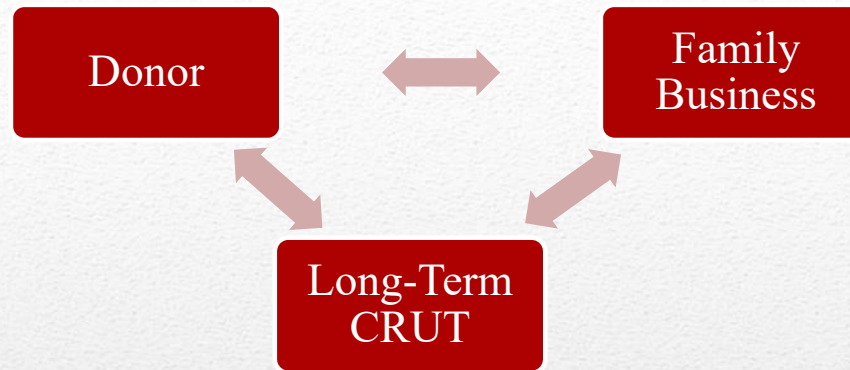 Donor
Family
Business
Long-Term
CRUT